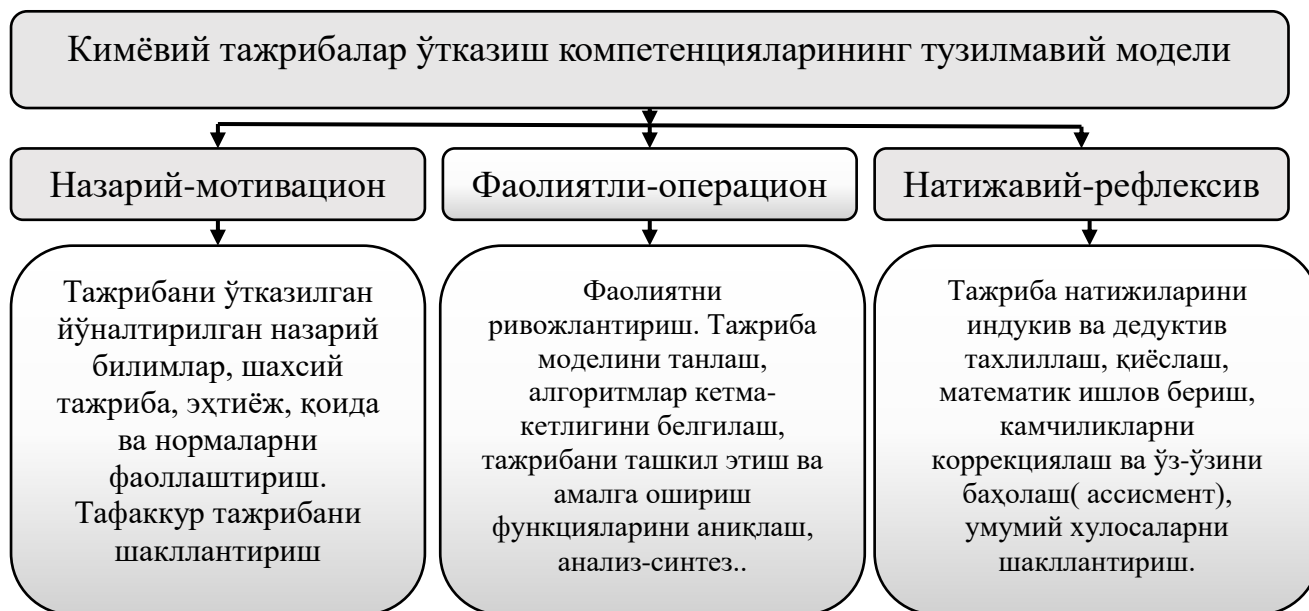 Кимёвий тажрибалар ўтказиш компетенцияларининг тузилмавий модели
Назарий-мотивацион
Фаолиятли-операцион
Натижавий-рефлексив
Тажрибани ўтказилган
йўналтирилган назарий
билимлар, шахсий
тажриба, эҳтиёж, қоида
ва нормаларни
фаоллаштириш.
Тафаккур тажрибани
шакллантириш
Фаолиятни
ривожлантириш. Тажриба
моделини танлаш,
алгоритмлар кетма-
кетлигини белгилаш,
тажрибани ташкил этиш ва
амалга ошириш
функцияларини аниқлаш,
анализ-синтез..
Тажриба натижиларини
индукив ва дедуктив
тахлиллаш, қиёслаш,
математик ишлов бериш,
камчиликларни
коррекциялаш ва ўз-ўзини
баҳолаш( ассисмент),
умумий хулосаларни
шакллантириш.